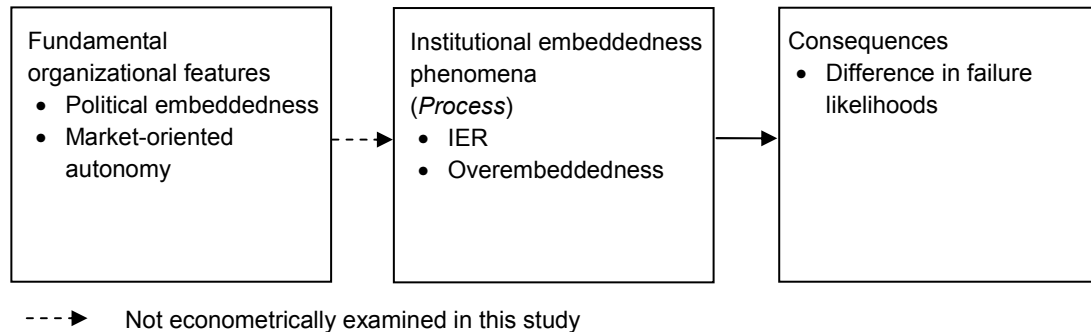 Fundamental
organizational features
• Political embeddedness
• Market-oriented
autonomy
Institutional embeddedness
phenomena
(Process)
• IER
• Overembeddedness
Consequences
• Difference in failure
likelihoods
Not econometrically examined in this study